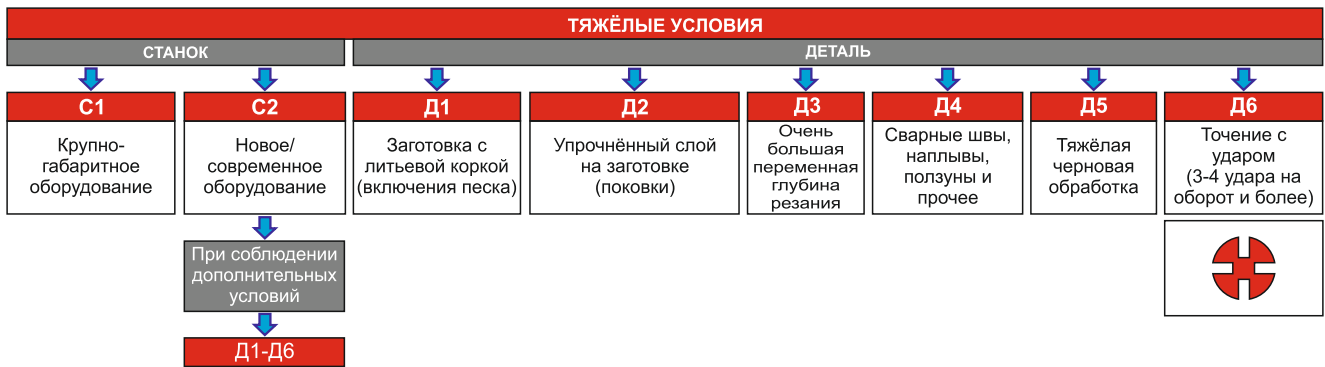 ТЯЖЁЛЫЕ УСЛОВИЯ
СТАНОК
ДЕТАЛЬ
С1
Крупно-
габаритное
оборудование
С2
Новое/
современное
оборудование
При соблюдении
дополнительных
условий
Д1-Д6
Д1
Заготовка с
литьевой коркой
(включения песка)
Д2
Упрочнённый слой
на заготовке
(поковки)
Д3
Очень
большая
переменная
глубина
резания
Д4
Сварные швы,
наплывы,
ползуны и
прочее
Д5
Тяжёлая
черновая
обработка
Д6
Точение с
ударом
(3-4 удара на
оборот и более)